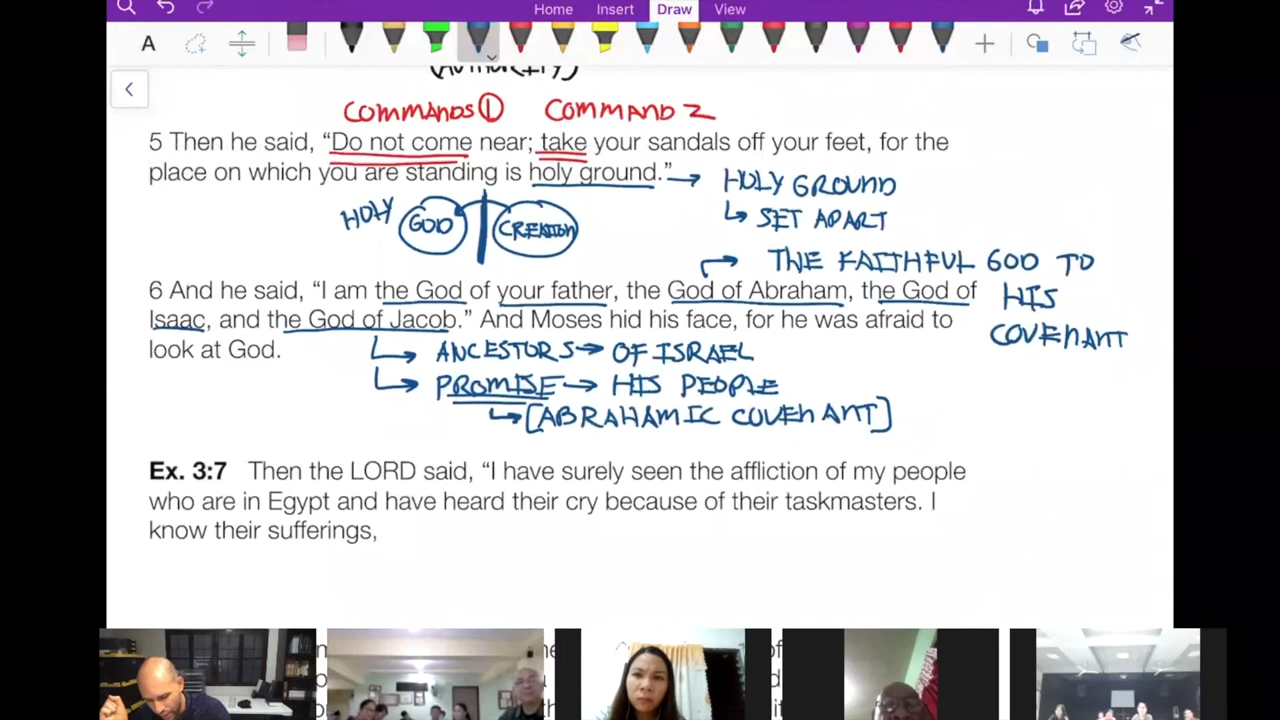 Home Insert Draw View
A
(AUTHORITY)
COMMANDS ① COMMAND 2
5 Then he said, “Do not come near; take your sandals off your feet, for the
place on which you are standing is holy ground.” → HOLY GROUND
↳ SET APART
HOLY GOD CREATION
→ THE FAITHFUL GOD TO
HIS
COVENANT
6 And he said, “I am the God of your father, the God of Abraham, the God of
Isaac, and the God of Jacob.” And Moses hid his face, for he was afraid to
look at God.
↳ ANCESTORS → OF ISRAEL
↳ PROMISE → HIS PEOPLE
↳ [ABRAHAMIC COVENANT]
Ex. 3:7 Then the LORD said, “I have surely seen the affliction of my people
who are in Egypt and have heard their cry because of their taskmasters. I
know their sufferings,